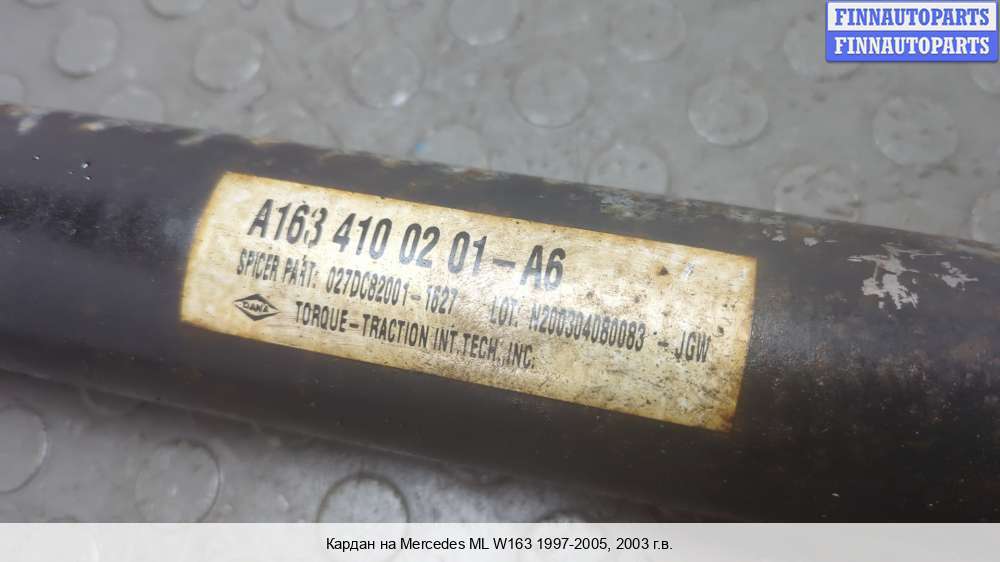 FINNAUTOPARTS
FINNAUTOPARTS
A163 410 02 01-A6
SPICER PART: 027DC82001-1627 LOT: N200304080083 -JGW
DANA
TORQUE-TRACTION INT.TECH.,INC.
Кардан на Mercedes ML W163 1997-2005, 2003 г.в.